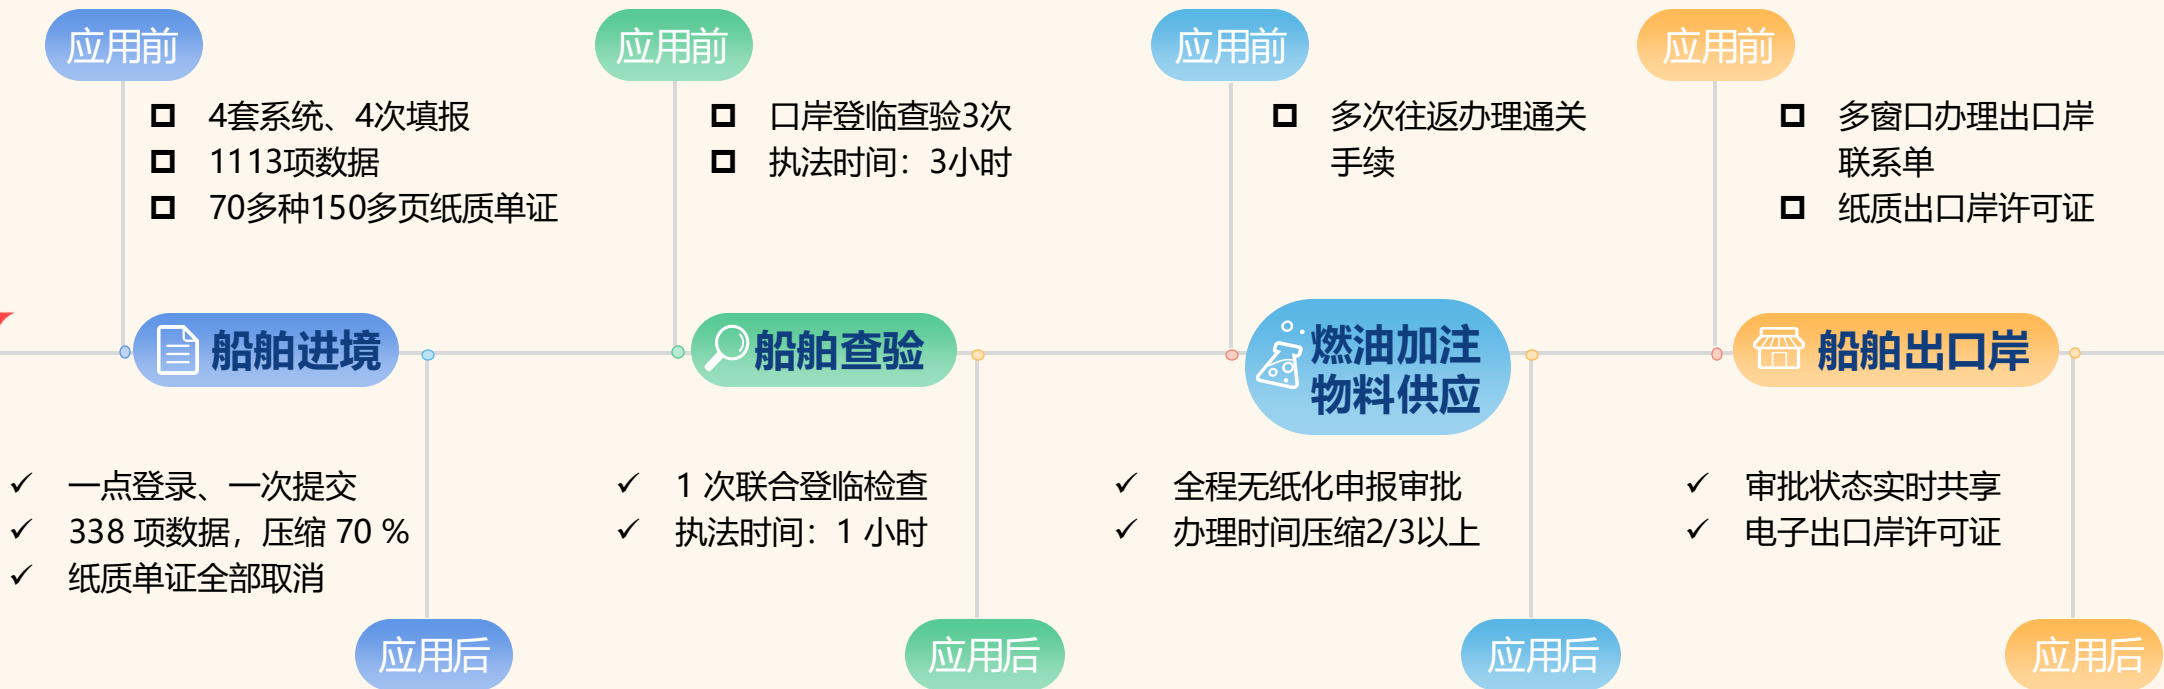 应用前
4套系统、4次填报
1113项数据
70多种150多页纸质单证
船舶进境
一点登录、一次提交
338 项数据，压缩 70 %
纸质单证全部取消
应用后
应用前
口岸登临查验3次
执法时间：3小时
船舶查验
1 次联合登临检查
执法时间：1 小时
应用后
应用前
多次往返办理通关
手续
燃油加注
物料供应
全程无纸化申报审批
办理时间压缩2/3以上
应用后
应用前
多窗口办理出口岸
联系单
纸质出口岸许可证
船舶出口岸
审批状态实时共享
电子出口岸许可证
应用后